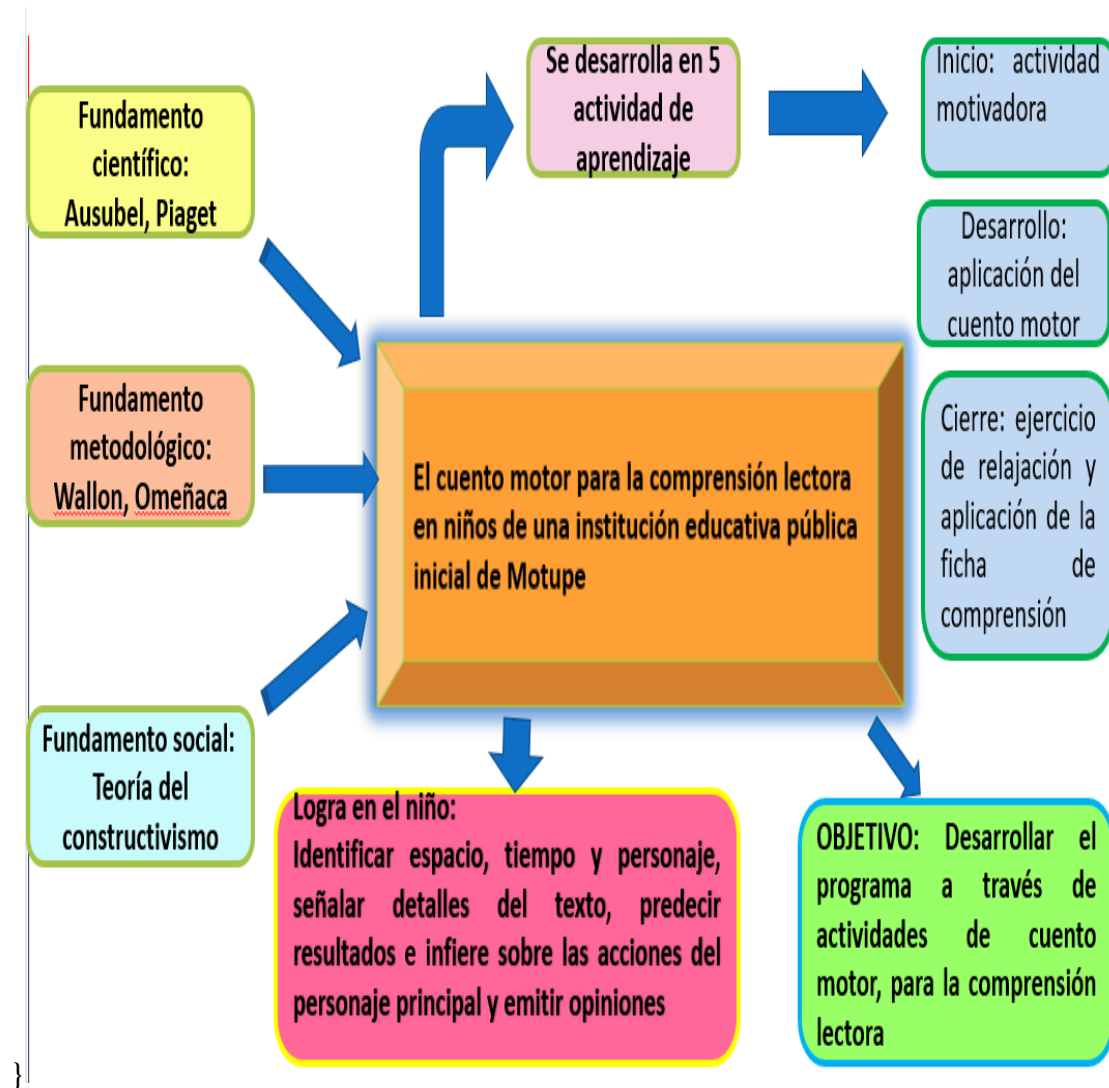 Fundamento
científico:
Ausubel, Piaget
Se desarrolla en 5
actividad de
aprendizaje
Inicio: actividad
motivadora
Desarrollo:
aplicación del
cuento motor
Cierre: ejercicio
de relajación y
aplicación de la
ficha de
comprensión
Fundamento
metodológico:
Wallon, Omeñaca
El cuento motor para la comprensión lectora
en niños de una institución educativa pública
inicial de Motupe
Fundamento social:
Teoría del
constructivismo
Logra en el niño:
Identificar espacio, tiempo y personaje,
señalar detalles del texto, predecir
resultados e infiere sobre las acciones del
personaje principal y emitir opiniones
OBJETIVO: Desarrollar el
programa a través de
actividades de cuento
motor, para la comprensión
lectora
}